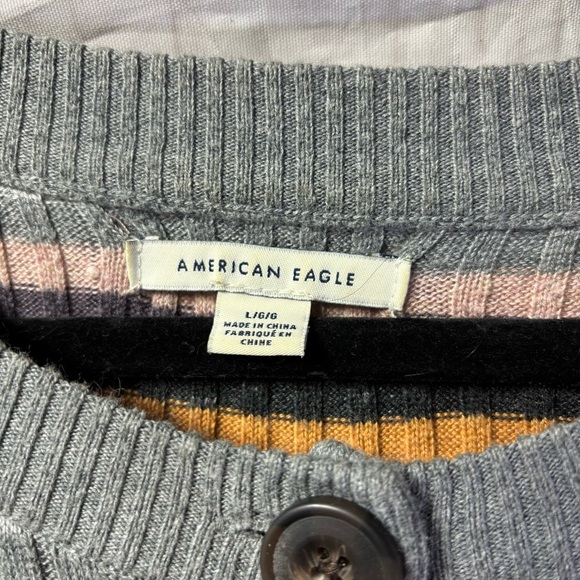 AMERICAN EAGLE
L/G/G
MADE IN CHINA
FABRIQUÉ EN
CHINE